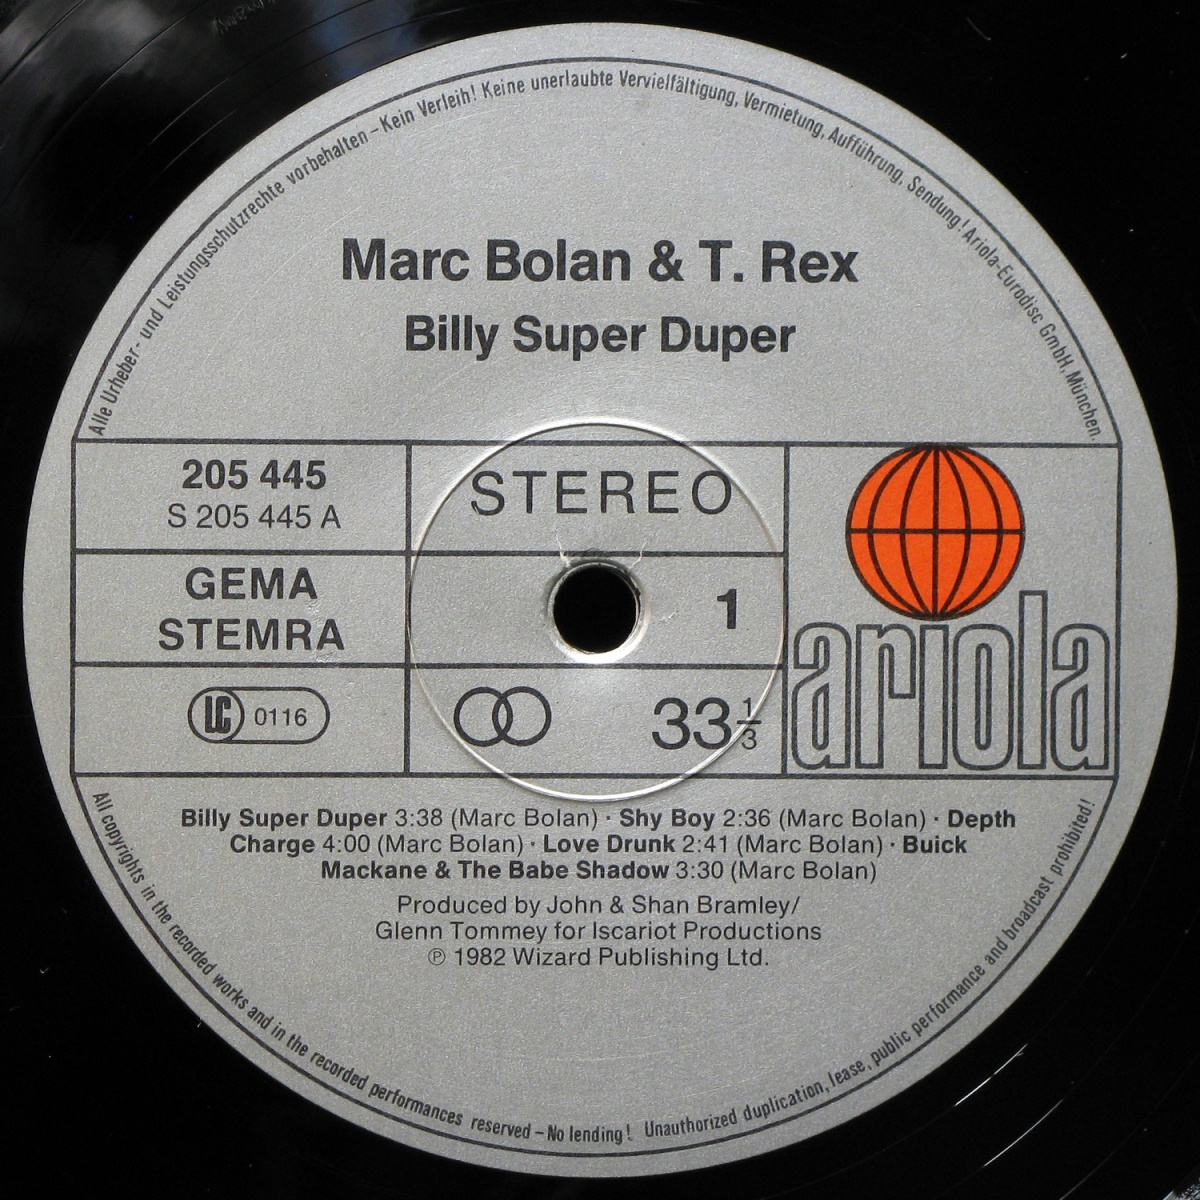 Alle Urheber- und Leistungsschutzrechte vorbehalten – Kein Verleih! Keine unerlaubte Vervielfältigung, Vermietung, Aufführung, Sendung! Ariola-Eurodisc GmbH, München.
Marc Bolan & T. Rex
Billy Super Duper
205 445
S 205 445 A
STEREO
GEMA
STEMRA
1
LC 0116
33 1/3
ariola
Billy Super Duper 3:38 (Marc Bolan) · Shy Boy 2:36 (Marc Bolan) · Depth
Charge 4:00 (Marc Bolan) · Love Drunk 2:41 (Marc Bolan) · Buick
Mackane & The Babe Shadow 3:30 (Marc Bolan)
Produced by John & Shan Bramley/
Glenn Tommey for Iscariot Productions
℗ 1982 Wizard Publishing Ltd.
All copyrights in the recorded works and in the recorded performances reserved – No lending! Unauthorized duplication, lease, public performance and broadcast prohibited!